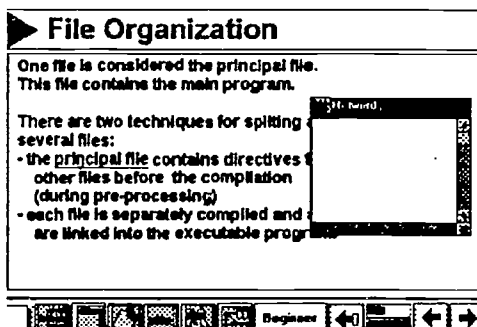 File Organization
One file is considered the principal file.
This file contains the main program.
There are two techniques for splitting
several files:
- the principal file contains directives
other files before the compilation
(during pre-processing)
- each file is separately compiled and
are linked into the executable
Beginner